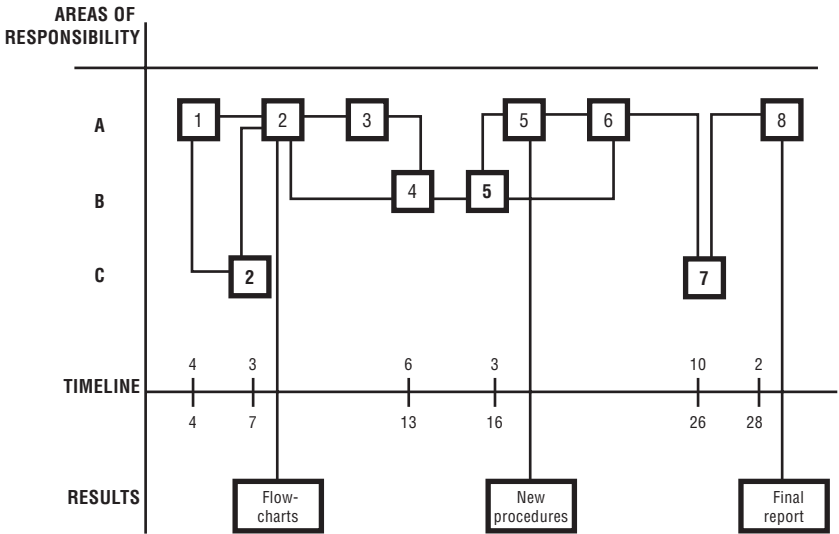 AREAS OF
RESPONSIBILITY
A
1
2
3
5
6
8
B
4
5
C
2
7
4 3 6 3 10 2
TIMELINE
4 7 13 16 26 28
RESULTS
Flow-
charts
New
procedures
Final
report